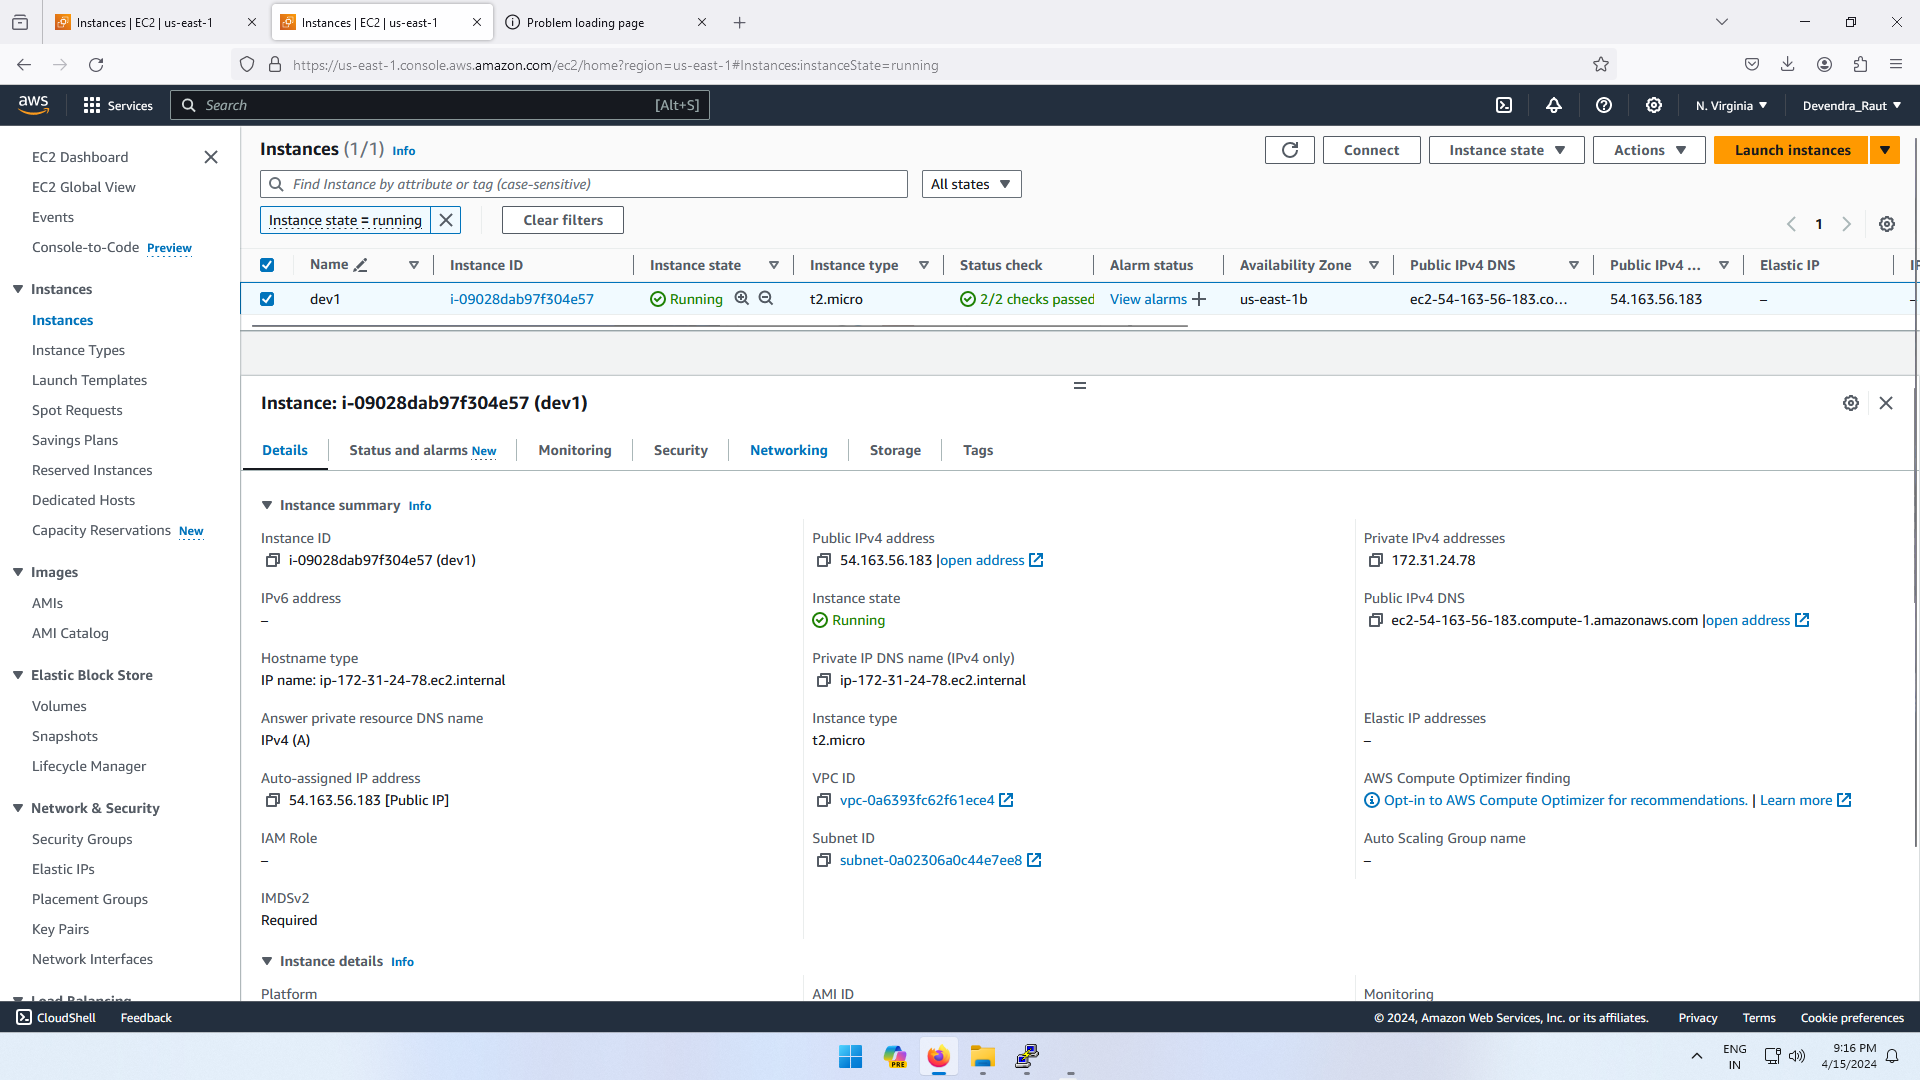 Instances | EC2 | us-east-1
Instances | EC2 | us-east-1
Problem loading page
https://us-east-1.console.aws.amazon.com/ec2/home?region=us-east-1#Instances:instanceState=running
aws
Services
Search
[Alt+S]
N. Virginia
Devendra_Raut
EC2 Dashboard
EC2 Global View
Events
Console-to-Code Preview
Instances
Instances
Instance Types
Launch Templates
Spot Requests
Savings Plans
Reserved Instances
Dedicated Hosts
Capacity Reservations New
Images
AMIs
AMI Catalog
Elastic Block Store
Volumes
Snapshots
Lifecycle Manager
Network & Security
Security Groups
Elastic IPs
Placement Groups
Key Pairs
Network Interfaces
Load Balancing
Instances (1/1) Info
Connect
Instance state
Actions
Launch instances
Find Instance by attribute or tag (case-sensitive)
All states
Instance state = running
Clear filters
1
Name
Instance ID
Instance state
Instance type
Status check
Alarm status
Availability Zone
Public IPv4 DNS
Public IPv4 ...
Elastic IP
dev1
i-09028dab97f304e57
Running
t2.micro
2/2 checks passed
View alarms
us-east-1b
ec2-54-163-56-183.co...
54.163.56.183
–
Instance: i-09028dab97f304e57 (dev1)
Details
Status and alarms New
Monitoring
Security
Networking
Storage
Tags
Instance summary Info
Instance ID
i-09028dab97f304e57 (dev1)
Public IPv4 address
54.163.56.183 |open address
Private IPv4 addresses
172.31.24.78
IPv6 address
–
Instance state
Running
Public IPv4 DNS
ec2-54-163-56-183.compute-1.amazonaws.com |open address
Hostname type
IP name: ip-172-31-24-78.ec2.internal
Private IP DNS name (IPv4 only)
ip-172-31-24-78.ec2.internal
Answer private resource DNS name
IPv4 (A)
Instance type
t2.micro
Elastic IP addresses
–
Auto-assigned IP address
54.163.56.183 [Public IP]
VPC ID
vpc-0a6393fc62f61ece4
AWS Compute Optimizer finding
Opt-in to AWS Compute Optimizer for recommendations. | Learn more
IAM Role
–
Subnet ID
subnet-0a02306a0c44e7ee8
Auto Scaling Group name
–
IMDSv2
Required
Instance details Info
Platform
AMI ID
Monitoring
CloudShell
Feedback
© 2024, Amazon Web Services, Inc. or its affiliates.
Privacy
Terms
Cookie preferences
PRE
ENG
IN
9:16 PM
4/15/2024